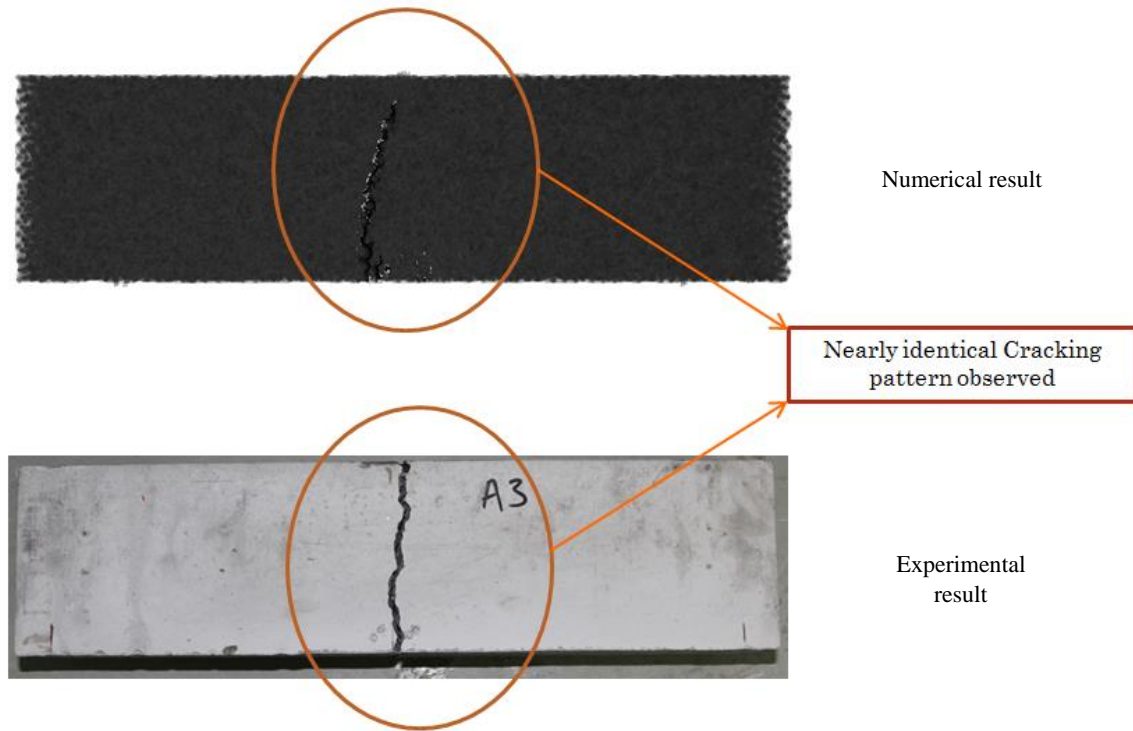 Numerical result
Nearly identical Cracking
pattern observed
A3
Experimental
result